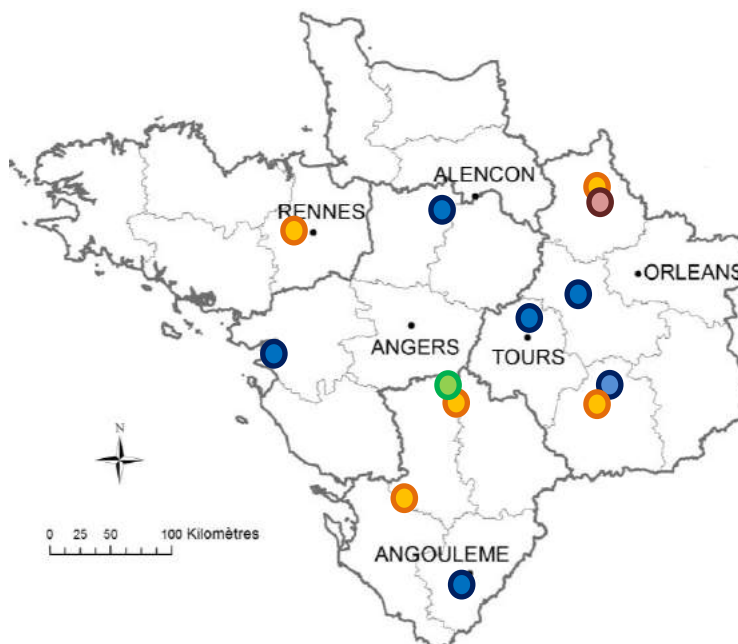 ALENCON
RENNES
ORLEANS
ANGERS
TOURS
N
0 25 50 100 Kilomètres
ANGOULEME